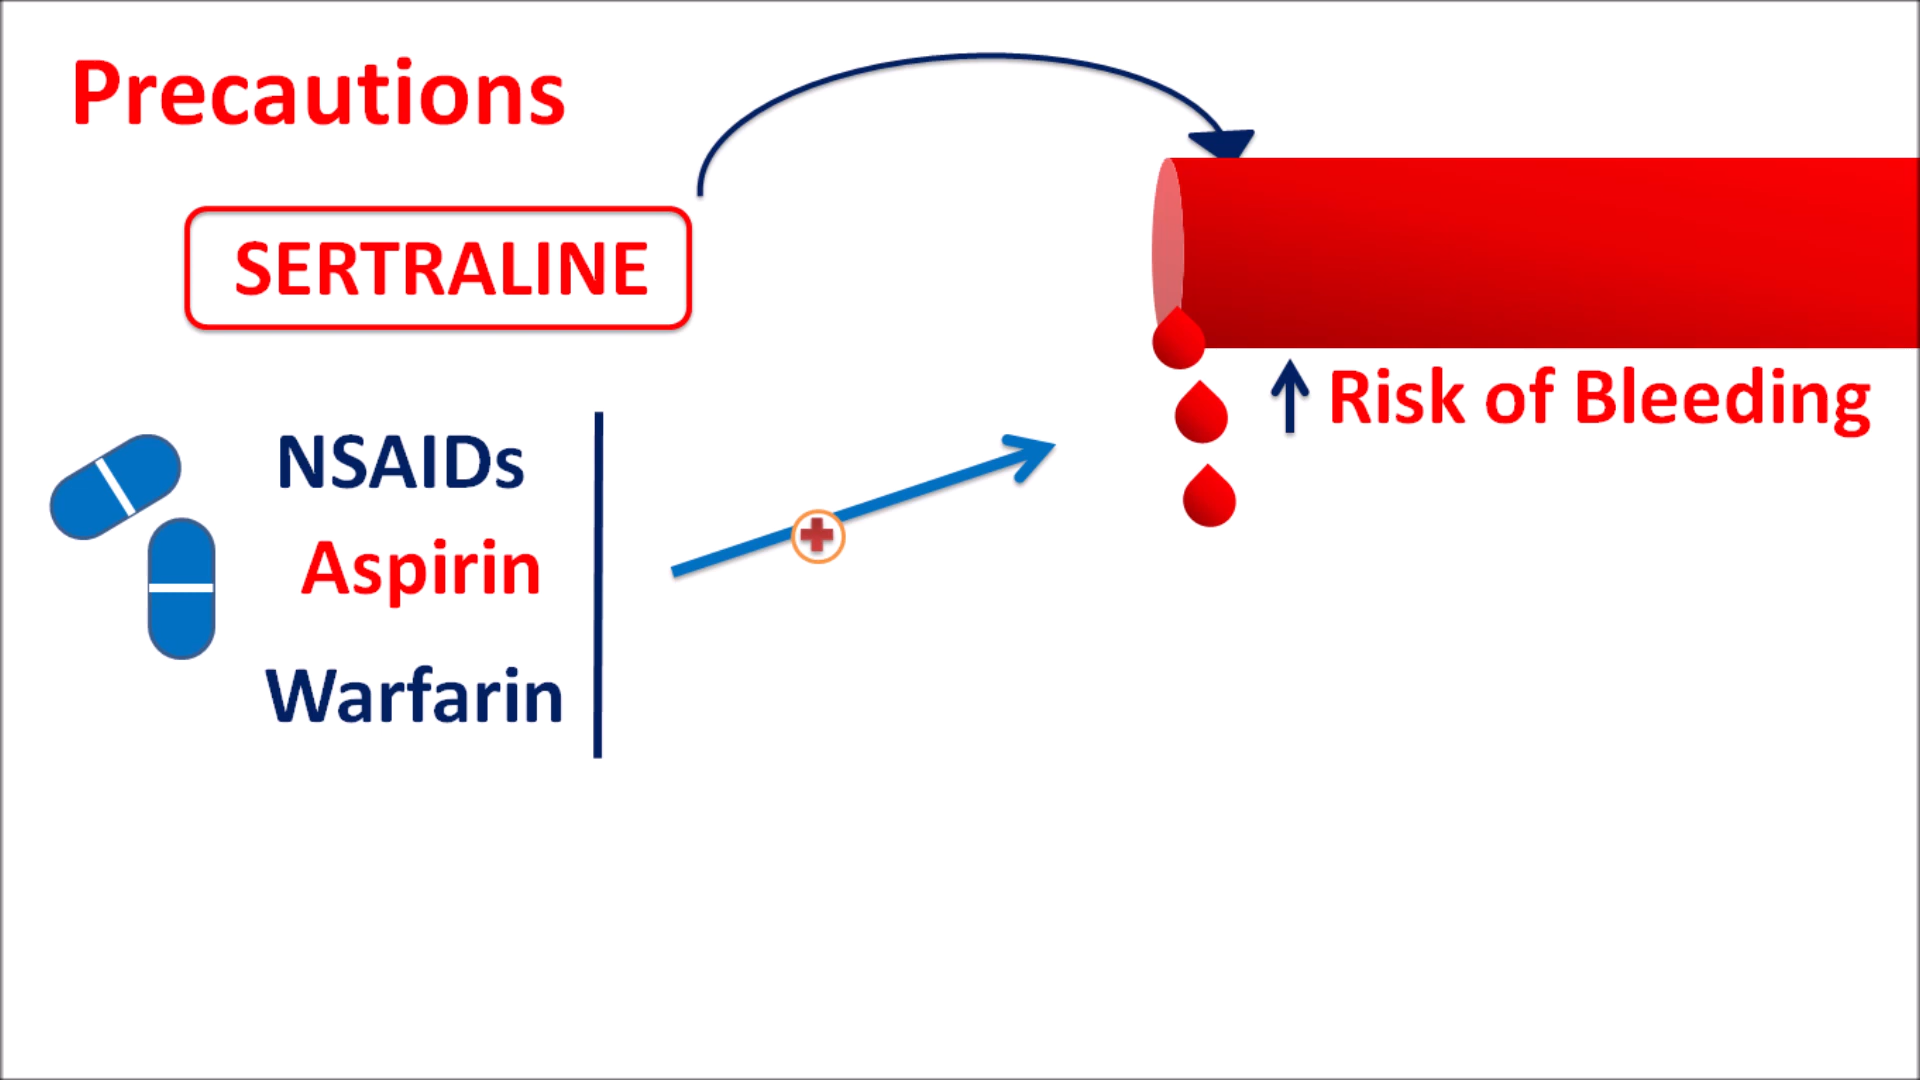 Precautions
SERTRALINE
NSAIDs
Aspirin
Warfarin
Risk of Bleeding